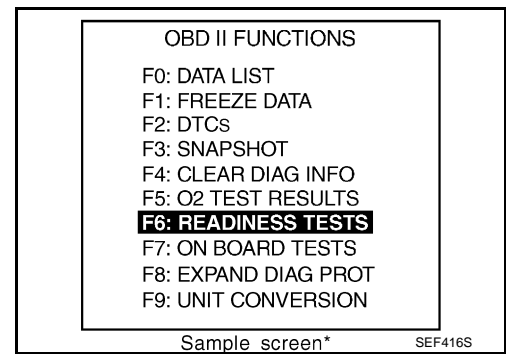 OBD II FUNCTIONS
F0: DATA LIST
F1: FREEZE DATA
F2: DTCs
F3: SNAPSHOT
F4: CLEAR DIAG INFO
F5: O2 TEST RESULTS
F6: READINESS TESTS
F7: ON BOARD TESTS
F8: EXPAND DIAG PROT
F9: UNIT CONVERSION
Sample screen*
SEF416S